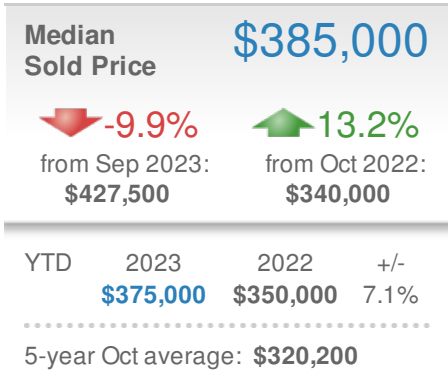 Median $385,000
Sold Price
-9.9% 13.2%
from Sep 2023: from Oct 2022:
$427,500 $340,000
YTD 2023 2022 +/-
$375,000 $350,000 7.1%
5-year Oct average: $320,200